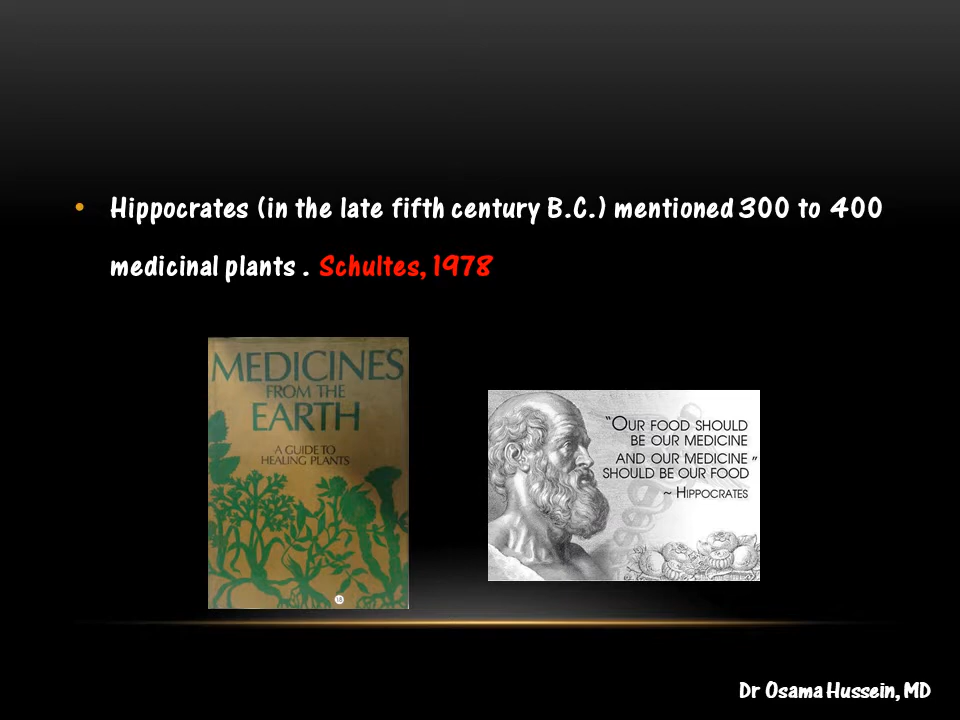 • Hippocrates (in the late fifth century B.C.) mentioned 300 to 400
medicinal plants . Schultes, 1978
MEDICINES
FROM THE
EARTH
A GUIDE TO
HEALING PLANTS
18
“OUR FOOD SHOULD
BE OUR MEDICINE
AND OUR MEDICINE”
SHOULD BE OUR FOOD
~ HIPPOCRATES
Dr Osama Hussein, MD